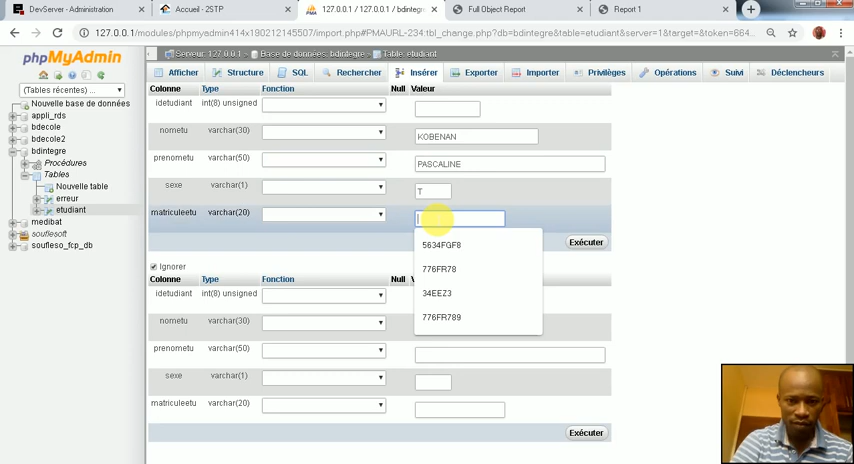 DevServer - Administration
Accueil - 2STP
127.0.0.1 / 127.0.0.1 / bdintegre
Full Object Report
Report 1
127.0.0.1/modules/phpmyadmin414x190212145507/import.php#PMAURL-234:tbl_change.php?db=bdintegre&table=etudiant&server=1&target=&token=664...
phpMyAdmin
(Tables récentes) ...
Nouvelle base de données
appli_rds
bdecole
bdecole2
bdintegre
Procédures
Tables
Nouvelle table
erreur
etudiant
medibat
souflesoft
soufleso_fcp_db
Serveur: 127.0.0.1 » Base de données: bdintegre » Table: etudiant
Afficher Structure SQL Rechercher Insérer Exporter Importer Privilèges Opérations Suivi Déclencheurs
Colonne Type Fonction Null Valeur
idetudiant int(8) unsigned
nometu varchar(30) KOBENAN
prenometu varchar(50) PASCALINE
sexe varchar(1) T
matriculeetu varchar(20)
5634FGF8
776FR78
34EEZ3
776FR789
Exécuter
Ignorer
Colonne Type Fonction Null
idetudiant int(8) unsigned
nometu varchar(30)
prenometu varchar(50)
sexe varchar(1)
matriculeetu varchar(20)
Exécuter